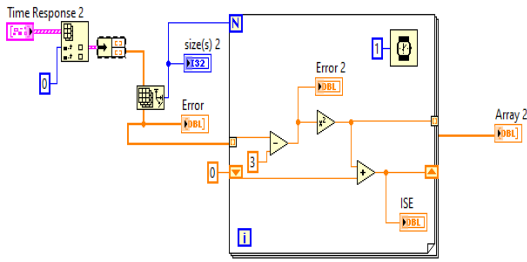 Time Response 2
0
size(s) 2
I32
Error
DBL
N
1
Error 2
DBL
3
x²
0
+
ISE
DBL
i
Array 2
DBL